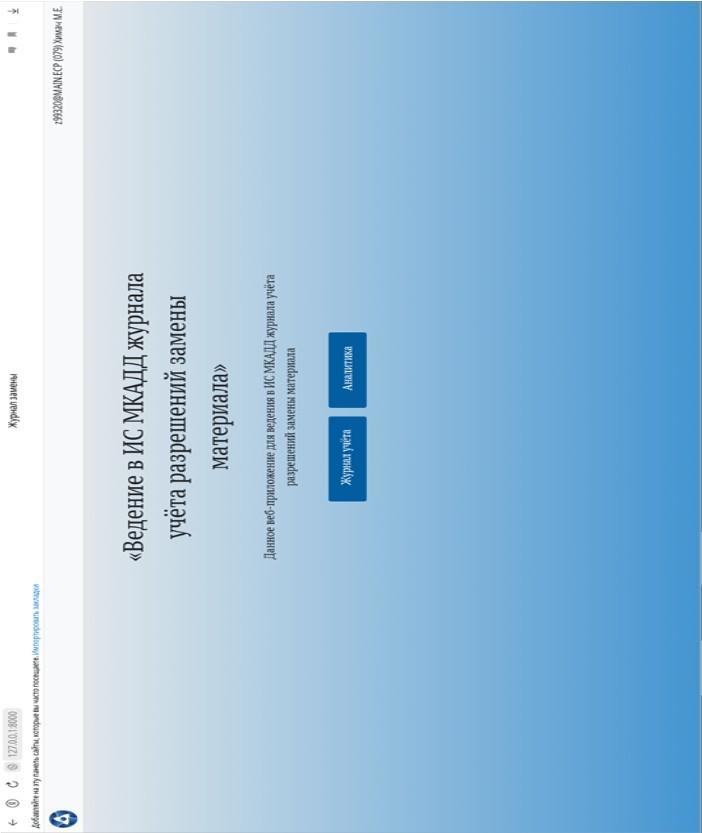 127.0.0.1:8000
Журнал замены
Добавляйте на эту панель сайты, которые вы часто посещаете. Импортировать закладки
z99320@MAIN.ECP (079) Химач М.Е.
«Ведение в ИС МКАДД журнала
учёта разрешений замены
материала»
Данное веб-приложение для ведения в ИС МКАДД журнала учёта
разрешений замены материала
Журнал учёта
Аналитика